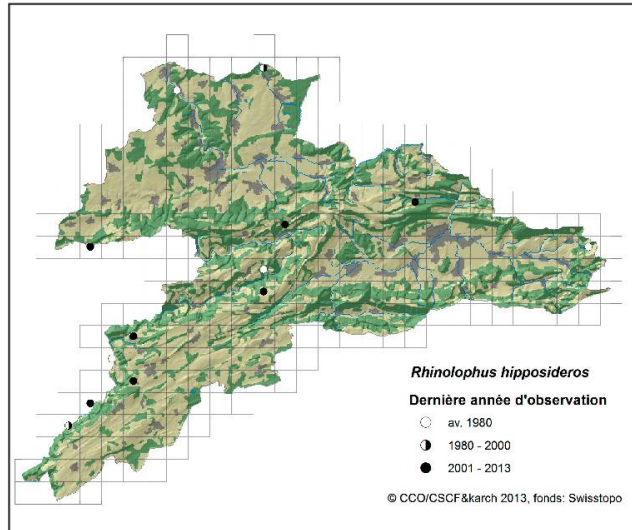 Rhinolophus hipposideros
Dernière année d'observation
av. 1980
1980 - 2000
2001 - 2013
© CCO/CSCF&karch 2013, fonds: Swisstopo